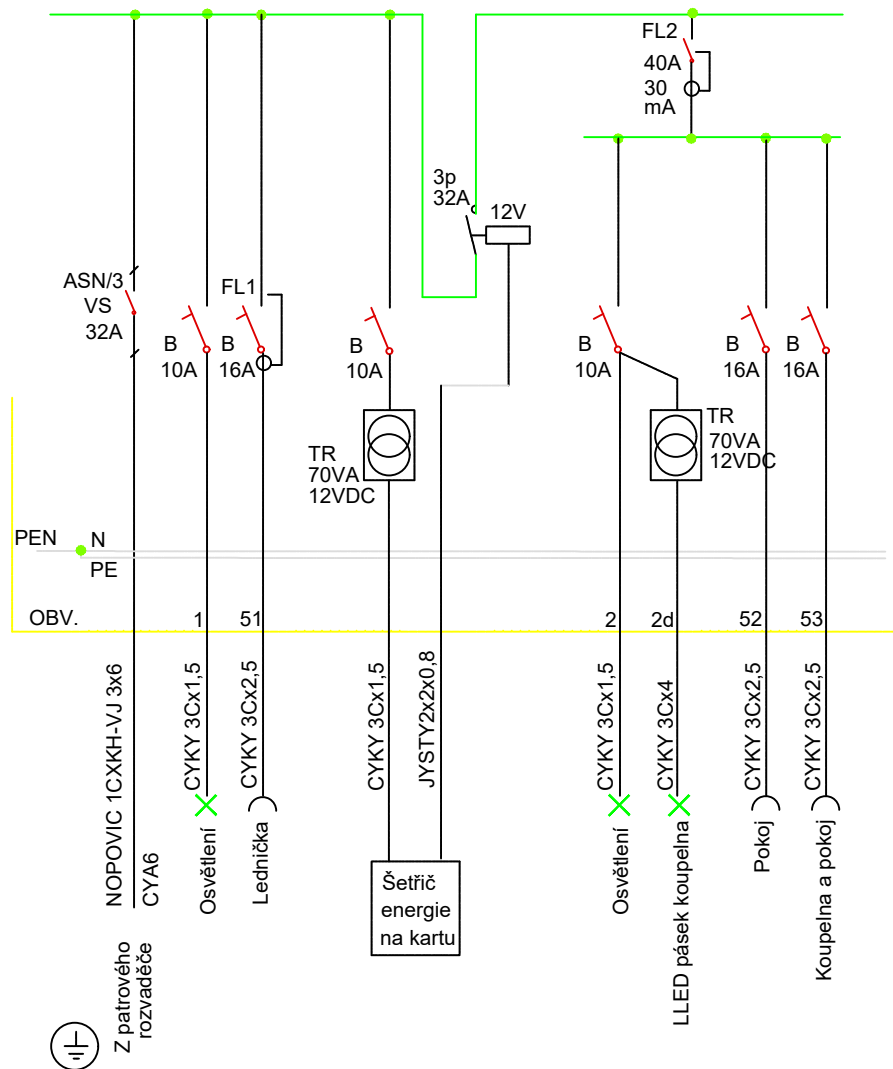 FL2
40A
30
mA
3p
32A
12V
ASN/3
VS
32A
B
10A
FL1
B
16A
B
10A
B
10A
B
16A
B
16A
TR
70VA
12VDC
TR
70VA
12VDC
PEN
N
PE
OBV.
1
51
2
2d
52
53
NOPOVIC 1CXKH-VJ 3x6
CYA6
CYKY 3Cx1,5
CYKY 3Cx2,5
CYKY 3Cx1,5
JYSTY2x2x0,8
CYKY 3Cx1,5
CYKY 3Cx4
CYKY 3Cx2,5
CYKY 3Cx2,5
Z patrového
rozvaděče
Osvětlení
Lednička
Šetřič
energie
na kartu
Osvětlení
LLED pásek koupelna
Pokoj
Koupelna a pokoj